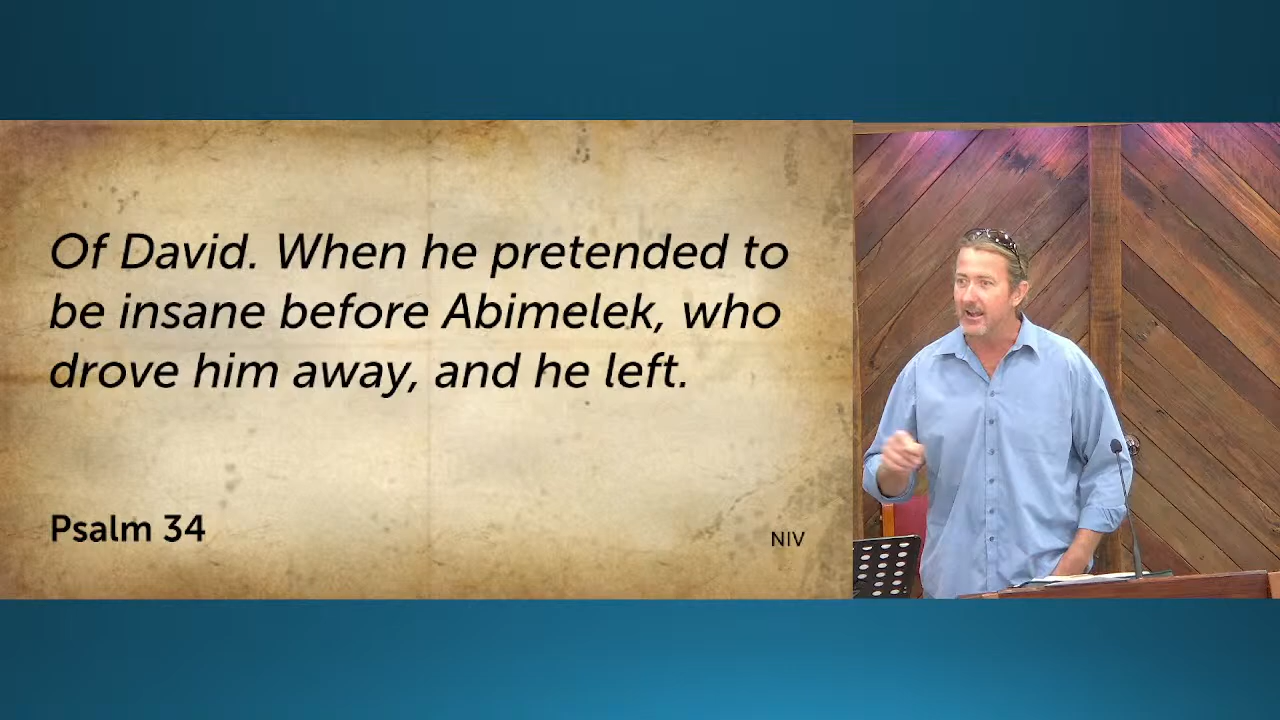 Of David. When he pretended to
be insane before Abimelek, who
drove him away, and he left.
Psalm 34
NIV